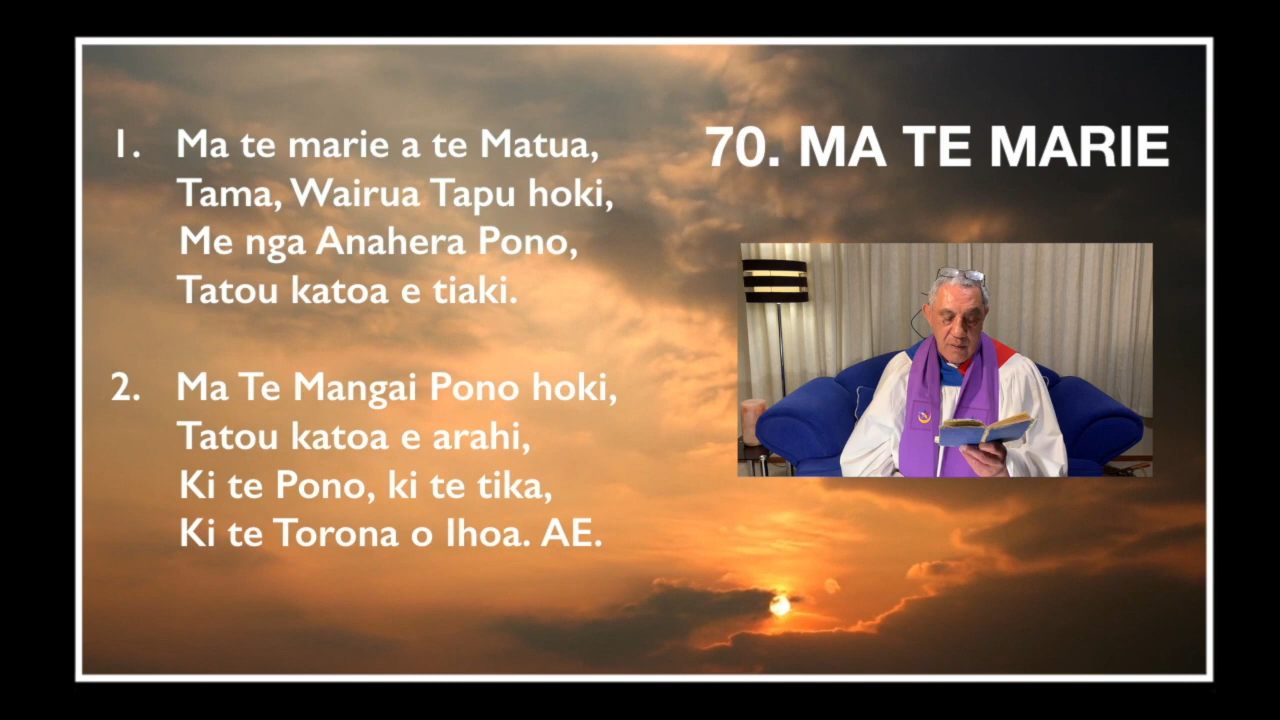 70. MA TE MARIE
1. Ma te marie a te Matua,
Tama, Wairua Tapu hoki,
Me nga Anahera Pono,
Tatou katoa e tiaki.
2. Ma Te Mangai Pono hoki,
Tatou katoa e arahi,
Ki te Pono, ki te tika,
Ki te Torona o Ihoa. AE.